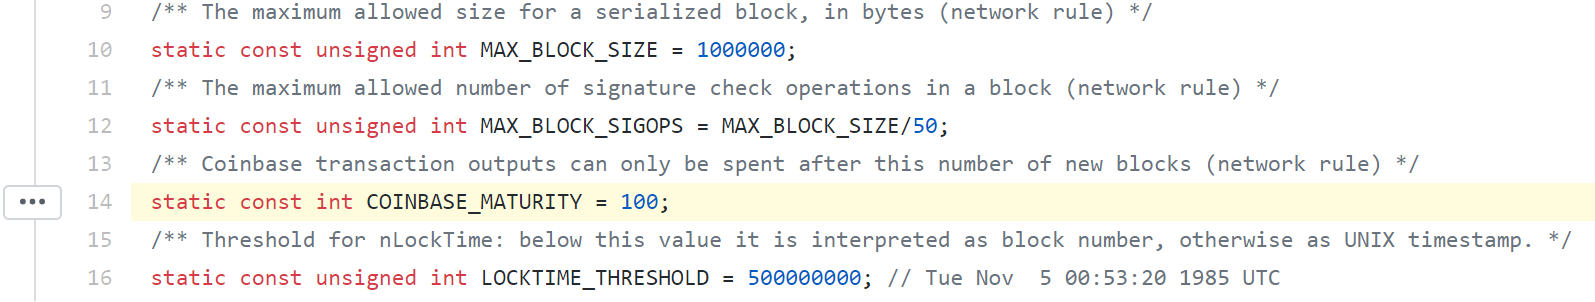 9 /** The maximum allowed size for a serialized block, in bytes (network rule) */
10 static const unsigned int MAX_BLOCK_SIZE = 1000000;
11 /** The maximum allowed number of signature check operations in a block (network rule) */
12 static const unsigned int MAX_BLOCK_SIGOPS = MAX_BLOCK_SIZE/50;
13 /** Coinbase transaction outputs can only be spent after this number of new blocks (network rule) */
14 static const int COINBASE_MATURITY = 100;
15 /** Threshold for nLockTime: below this value it is interpreted as block number, otherwise as UNIX timestamp. */
16 static const unsigned int LOCKTIME_THRESHOLD = 500000000; // Tue Nov  5 00:53:20 1985 UTC